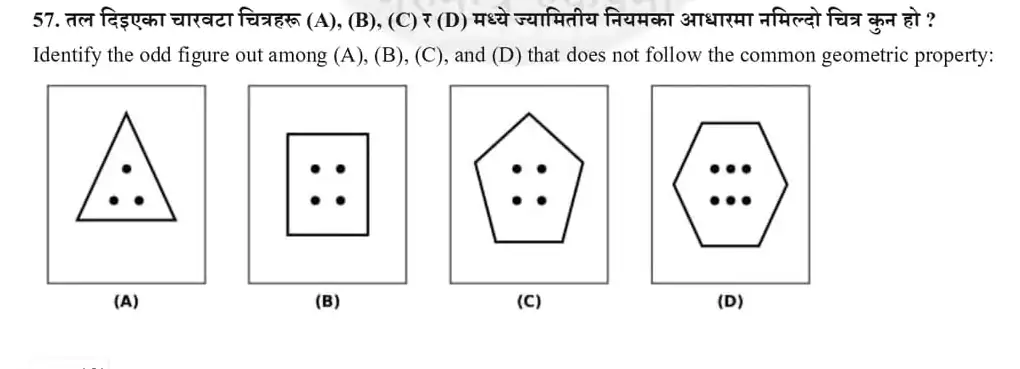 57. तल दिइएका चारवटा चित्रहरू (A), (B), (C) र (D) मध्ये ज्यामितीय नियमका आधारमा नमिल्दो चित्र कुन हो ?
Identify the odd figure out among (A), (B), (C), and (D) that does not follow the common geometric property:
(A) (B) (C) (D)